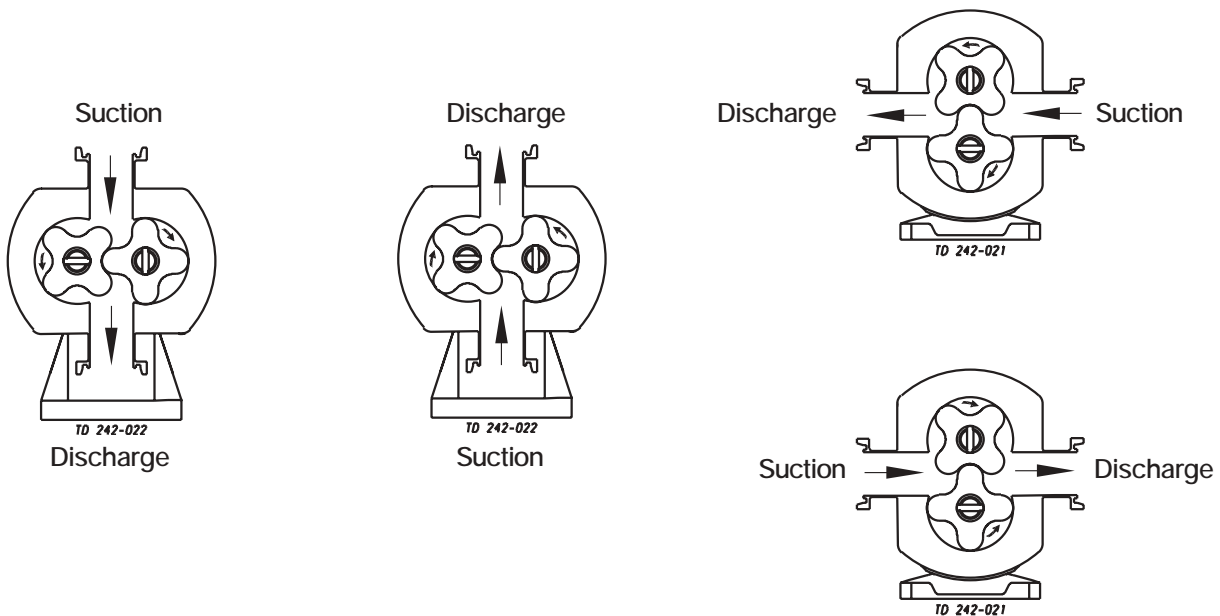 Suction
TD 242-022
Discharge
Discharge
TD 242-022
Suction
Discharge
Suction
TD 242-021
Suction
Discharge
TD 242-021